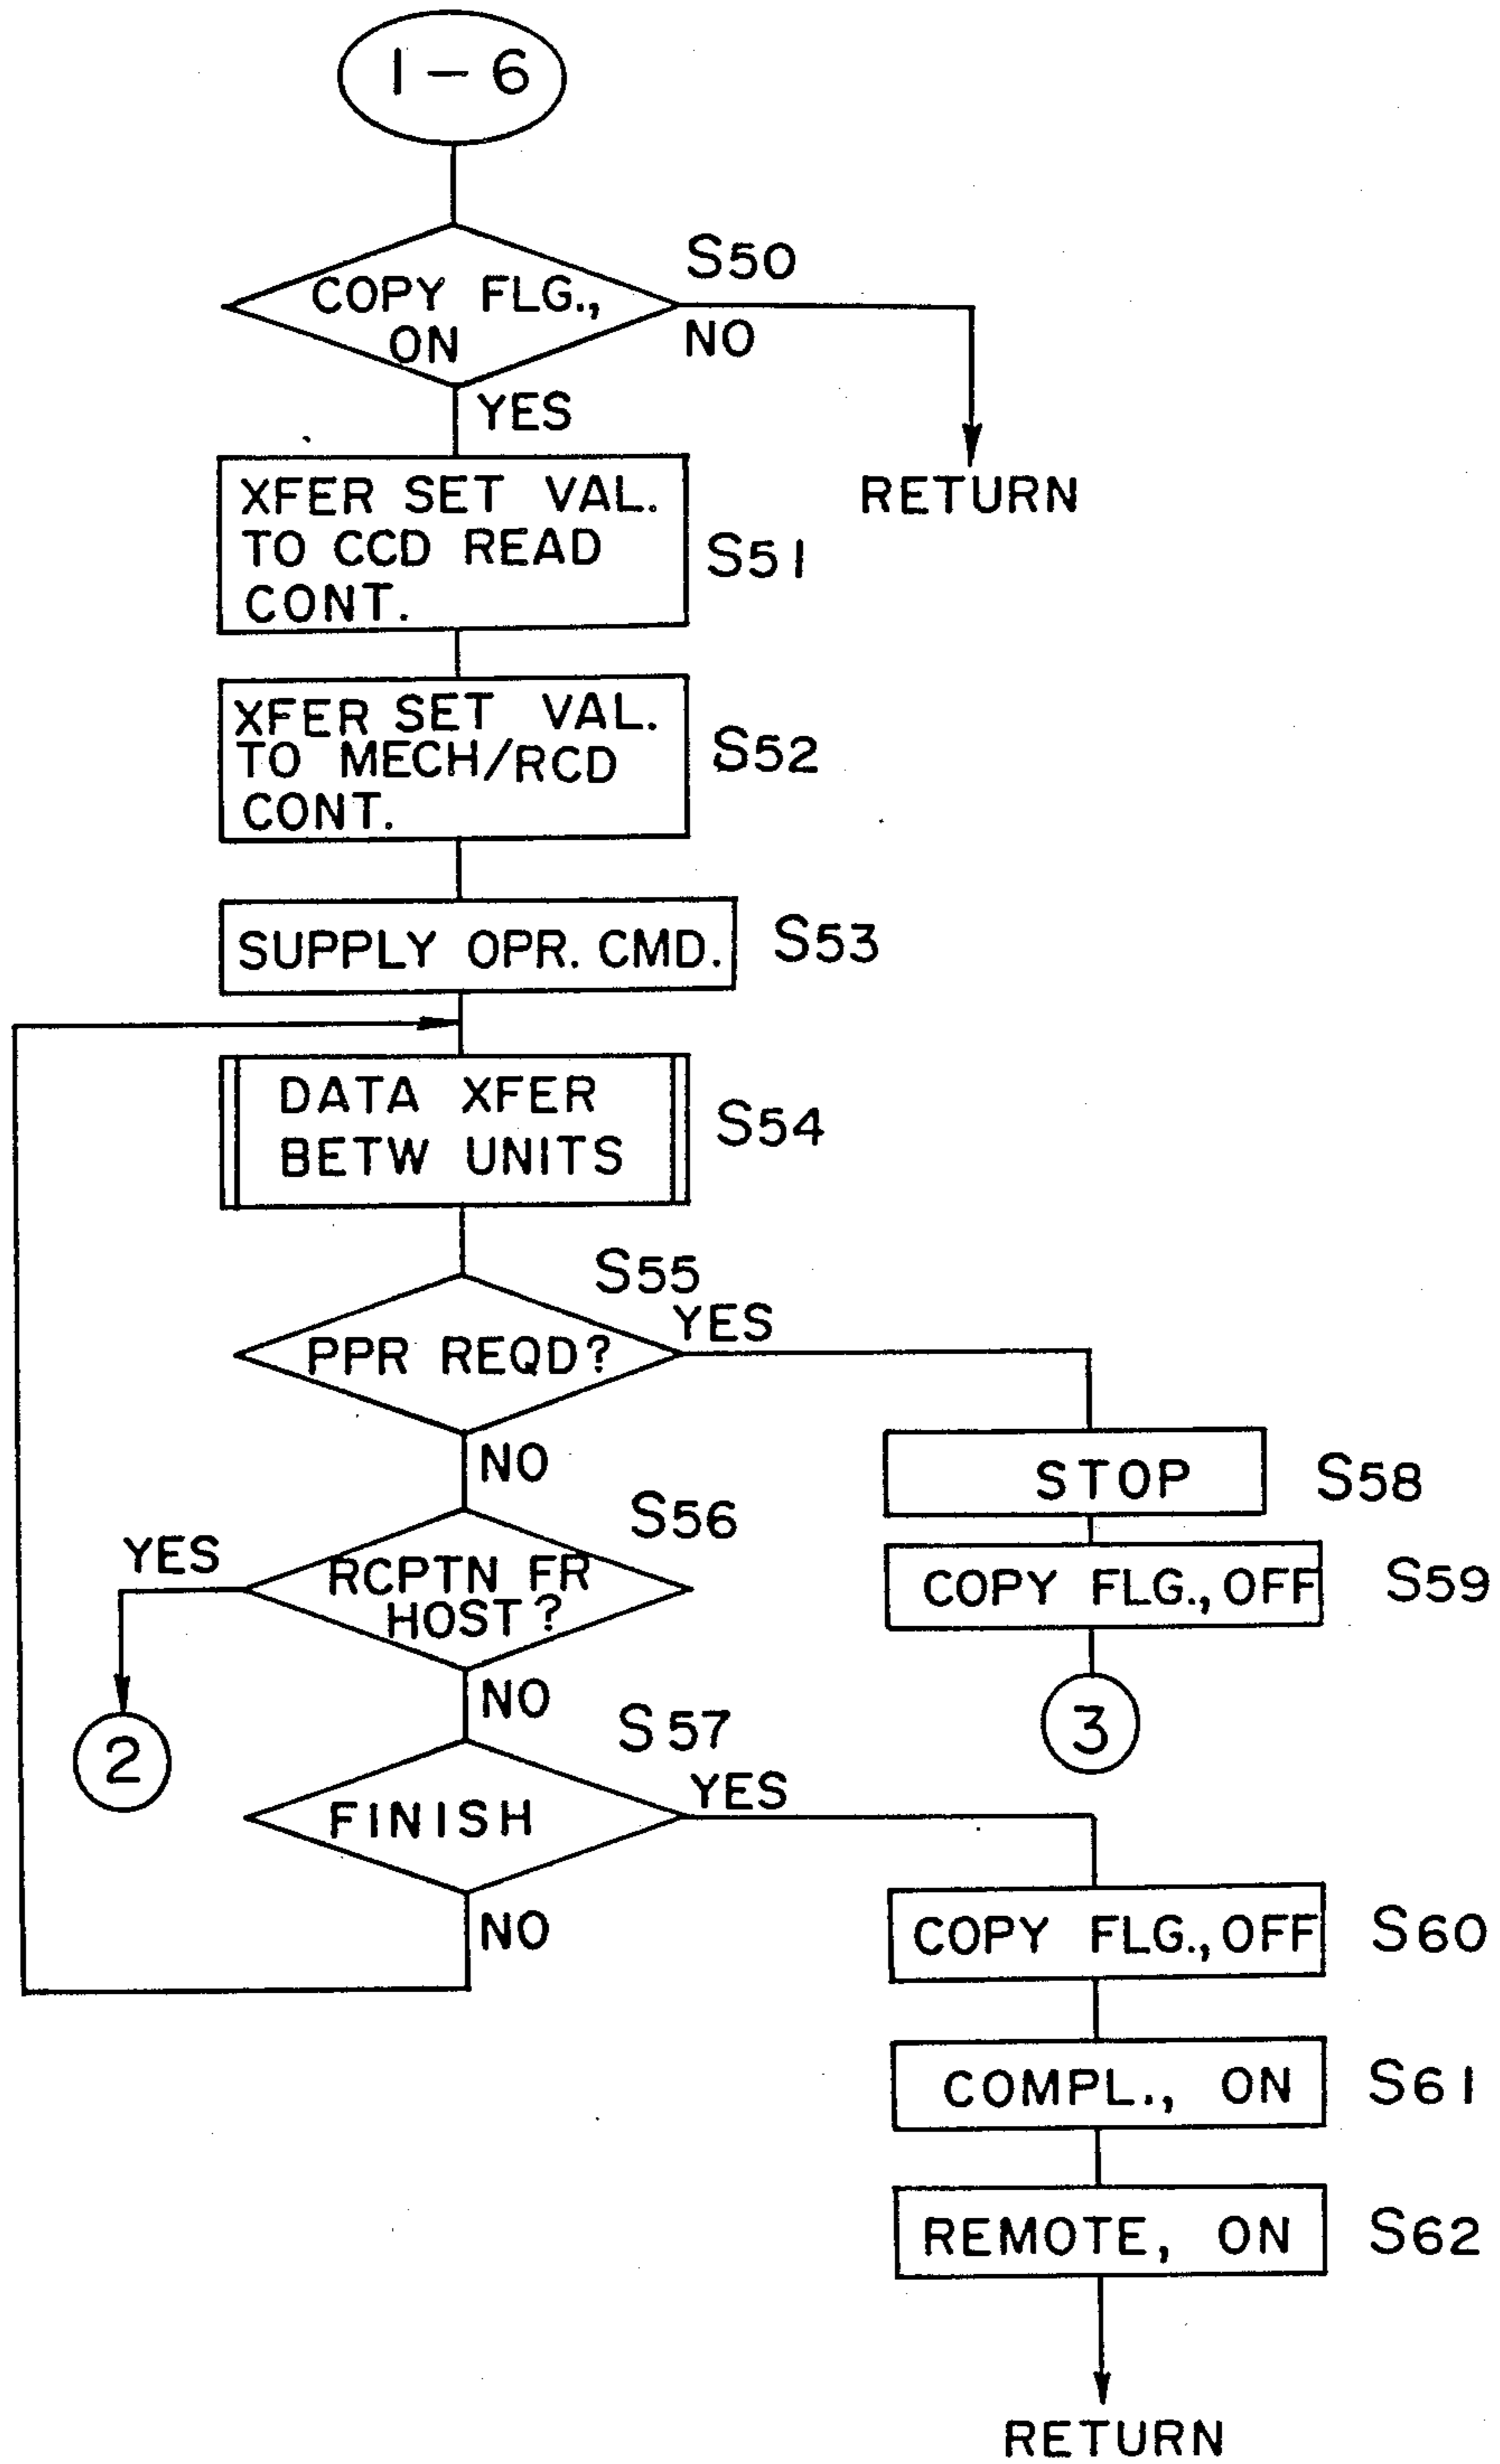 1-6
COPY FLG.,
ON
S50
NO
YES
RETURN
XFER SET VAL.
TO CCD READ
CONT.
S51
XFER SET VAL.
TO MECH/RCD
CONT.
S52
SUPPLY OPR. CMD.
S53
DATA XFER
BETW UNITS
S54
S55
PPR REQD?
YES
NO
STOP
S58
COPY FLG., OFF
S59
3
S56
RCPTN FR
HOST?
YES
2
NO
S57
FINISH
YES
NO
COPY FLG., OFF
S60
COMPL., ON
S61
REMOTE, ON
S62
RETURN